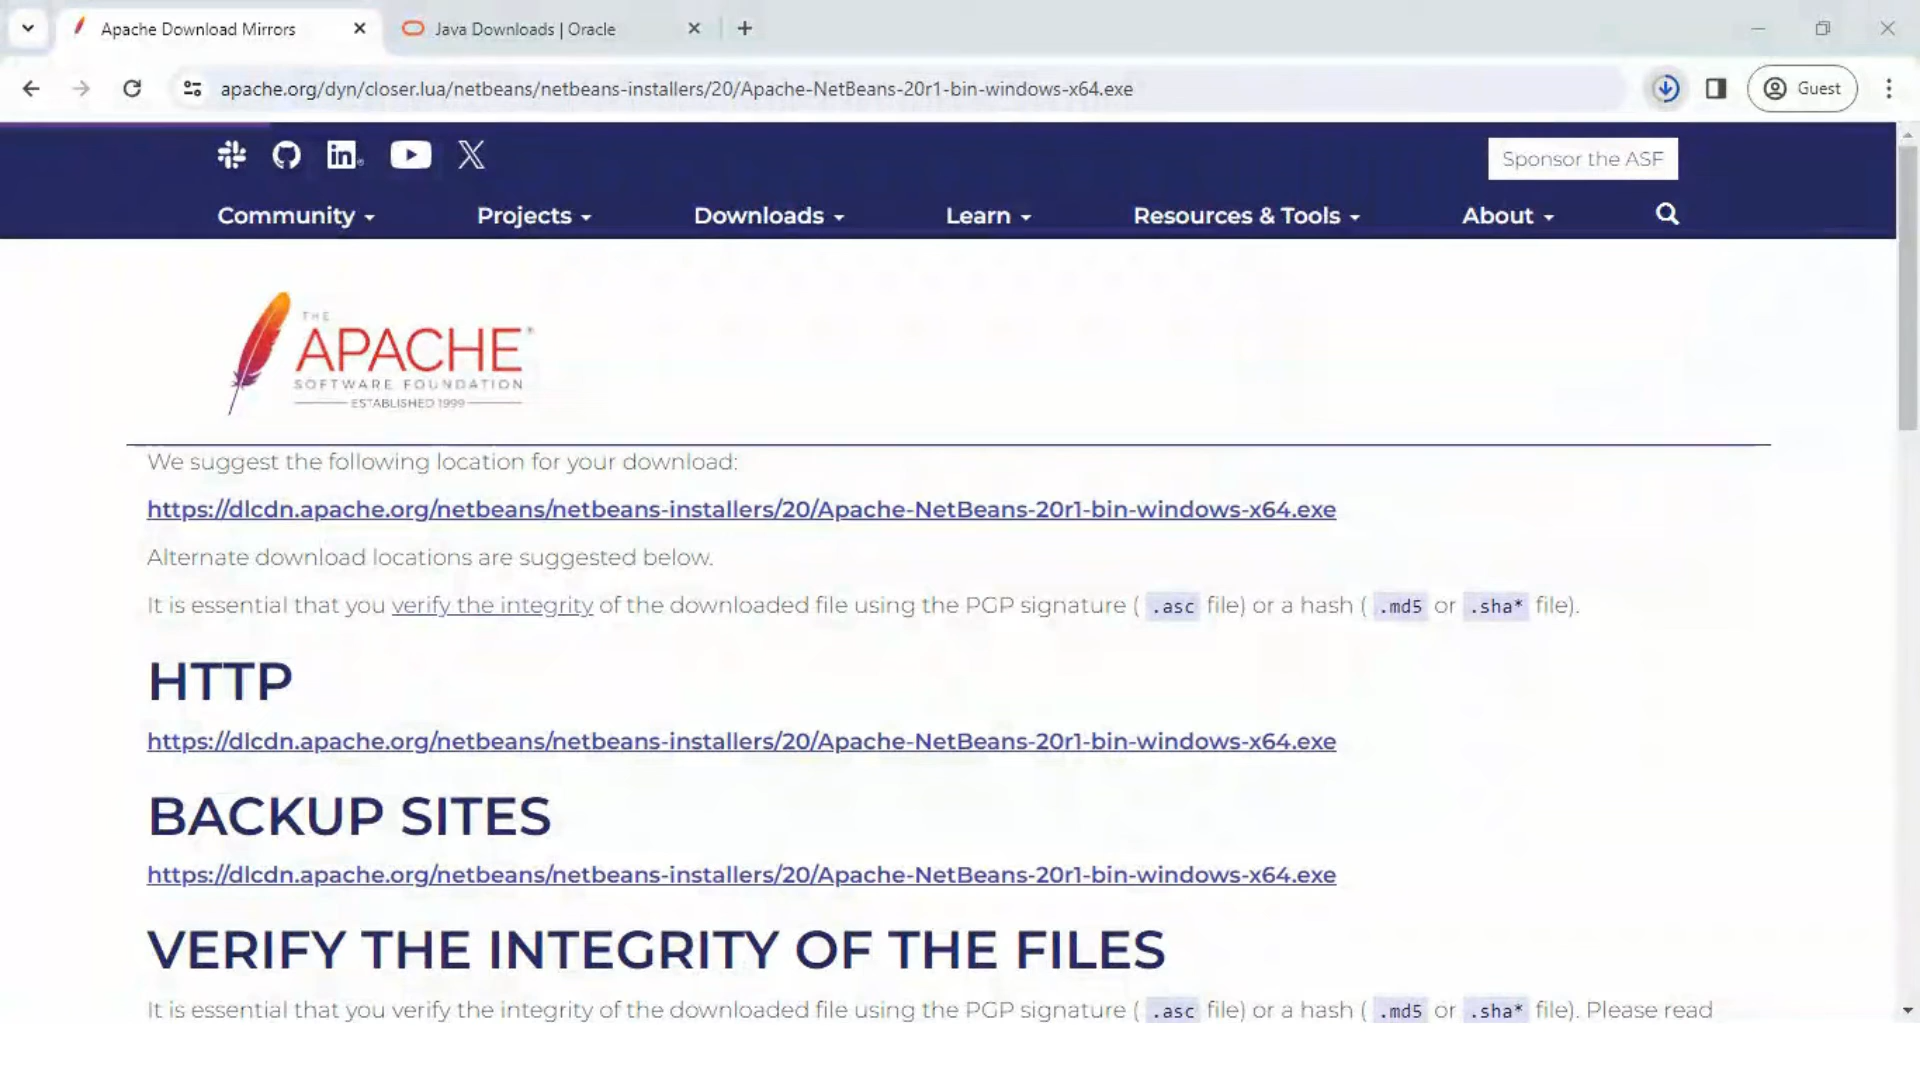 Apache Download Mirrors
Java Downloads | Oracle
apache.org/dyn/closer.lua/netbeans/netbeans-installers/20/Apache-NetBeans-20r1-bin-windows-x64.exe
Guest
Sponsor the ASF
Community
Projects
Downloads
Learn
Resources & Tools
About
THE
APACHE®
SOFTWARE FOUNDATION
ESTABLISHED 1999
We suggest the following location for your download:
https://dlcdn.apache.org/netbeans/netbeans-installers/20/Apache-NetBeans-20r1-bin-windows-x64.exe
Alternate download locations are suggested below.
It is essential that you verify the integrity of the downloaded file using the PGP signature ( .asc file) or a hash ( .md5 or .sha* file).
HTTP
https://dlcdn.apache.org/netbeans/netbeans-installers/20/Apache-NetBeans-20r1-bin-windows-x64.exe
BACKUP SITES
https://dlcdn.apache.org/netbeans/netbeans-installers/20/Apache-NetBeans-20r1-bin-windows-x64.exe
VERIFY THE INTEGRITY OF THE FILES
It is essential that you verify the integrity of the downloaded file using the PGP signature ( .asc file) or a hash ( .md5 or .sha* file). Please read